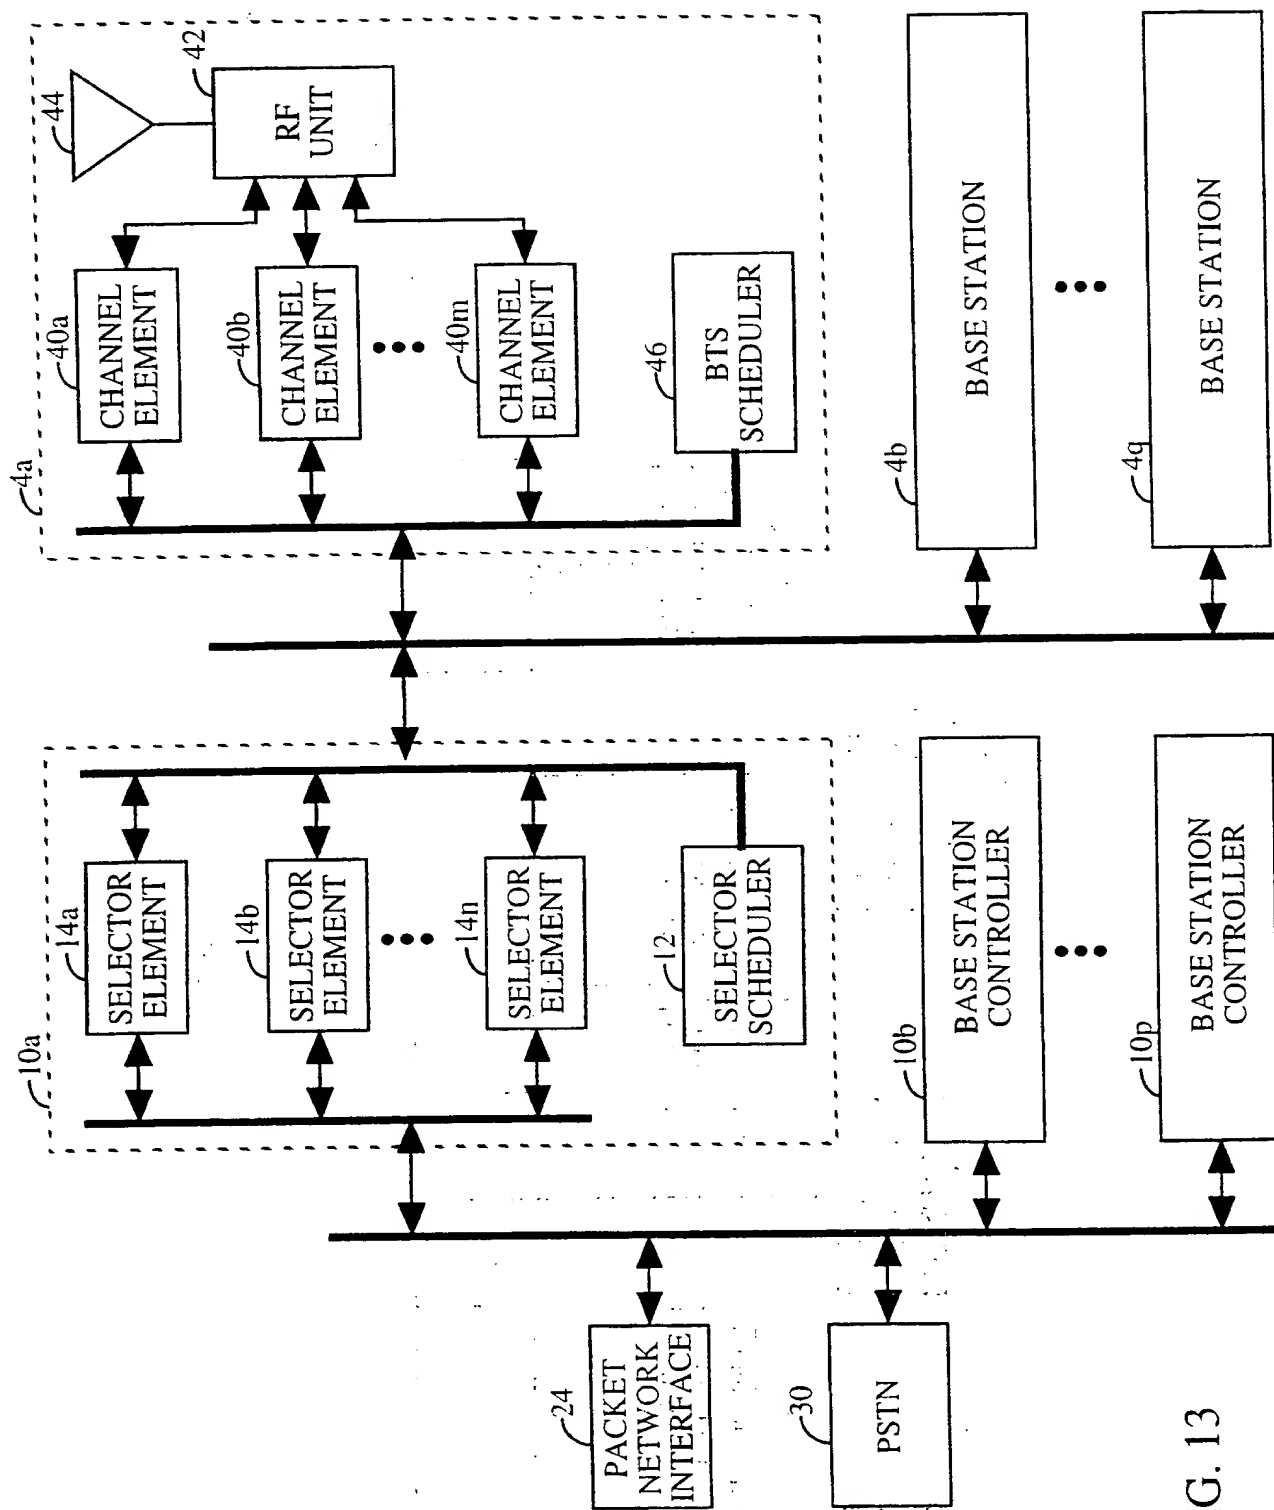 44
42
RF
UNIT
4a
40a
CHANNEL
ELEMENT
40b
CHANNEL
ELEMENT
40m
CHANNEL
ELEMENT
46
BTS
SCHEDULER
4b
BASE STATION
4q
BASE STATION
10a
14a
SELECTOR
ELEMENT
14b
SELECTOR
ELEMENT
14n
SELECTOR
ELEMENT
12
SELECTOR
SCHEDULER
10b
BASE STATION
CONTROLLER
10p
BASE STATION
CONTROLLER
24
PACKET
NETWORK
INTERFACE
30
PSTN
G. 13